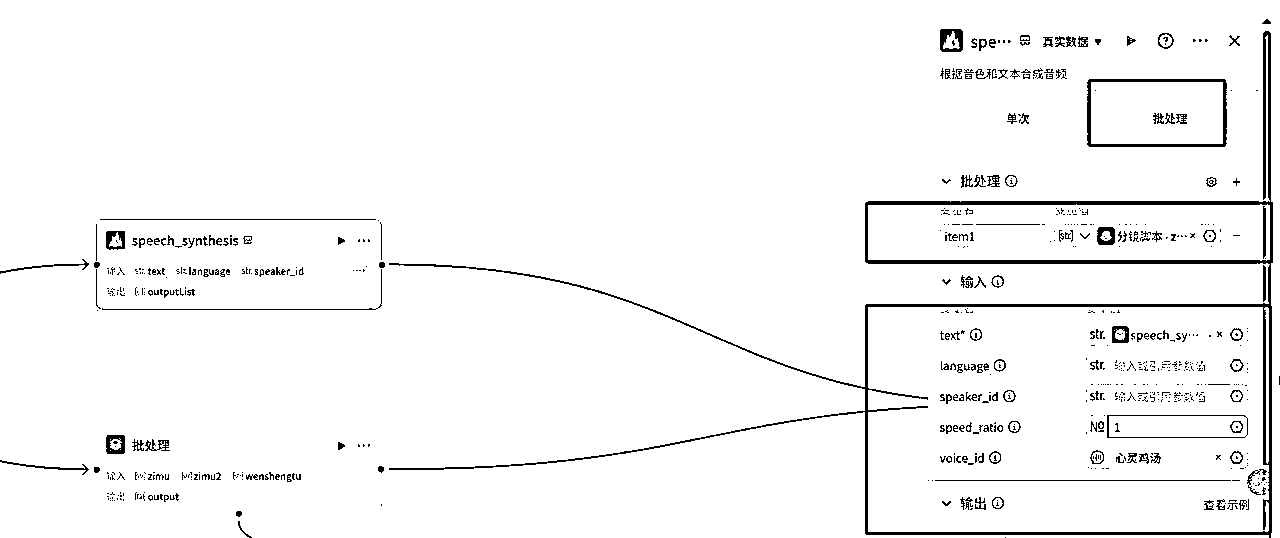 spe… 真实数据
根据音色和文本合成音频
单次 批处理
批处理
item1 [str] 分镜脚本 · z…
输入
text* str. speech_sy…
language str. 输入或引用参数值
speaker_id str. 输入或引用参数值
speed_ratio № 1
voice_id 心灵鸡汤
输出 查看示例
speech_synthesis
输入 str. text str. language str. speaker_id …
输出 outputList
批处理
输入 zimu zimu2 wenshengtu
输出 output